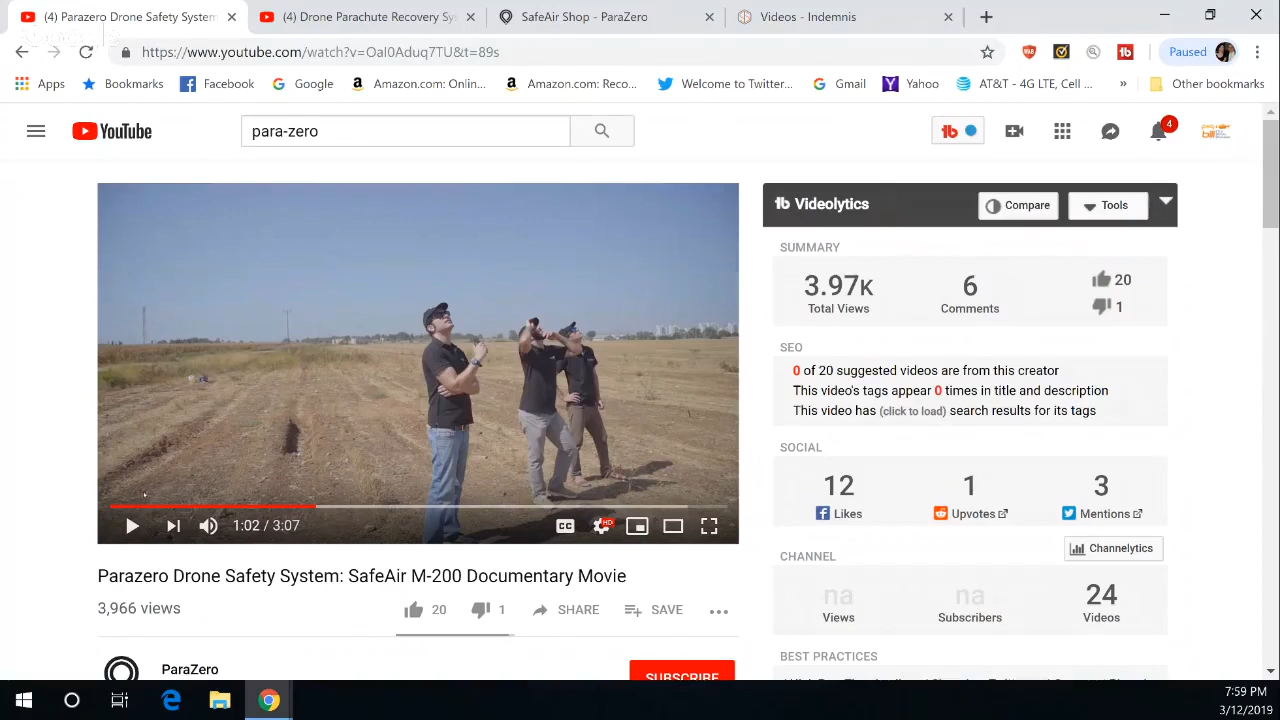 (4) Parazero Drone Safety System
(4) Drone Parachute Recovery Sy
SafeAir Shop - ParaZero
Videos - Indemnis
https://www.youtube.com/watch?v=Oal0Aduq7TU&t=89s
Paused
Apps
Bookmarks
Facebook
Google
Amazon.com: Onlin...
Amazon.com: Reco...
Welcome to Twitter...
Gmail
Yahoo
AT&T - 4G LTE, Cell ...
»
Other bookmarks
YouTube
para-zero
tb
4
bill
tb Videolytics
Compare
Tools
SUMMARY
3.97K
Total Views
6
Comments
20
1
SEO
0 of 20 suggested videos are from this creator
This video's tags appear 0 times in title and description
This video has (click to load) search results for its tags
SOCIAL
12
Likes
1
Upvotes
3
Mentions
CHANNEL
Channelytics
na
Views
na
Subscribers
24
Videos
BEST PRACTICES
1:02 / 3:07
CC
HD
Parazero Drone Safety System: SafeAir M-200 Documentary Movie
3,966 views
20
1
SHARE
SAVE
ParaZero
SUBSCRIBE
7:59 PM
3/12/2019